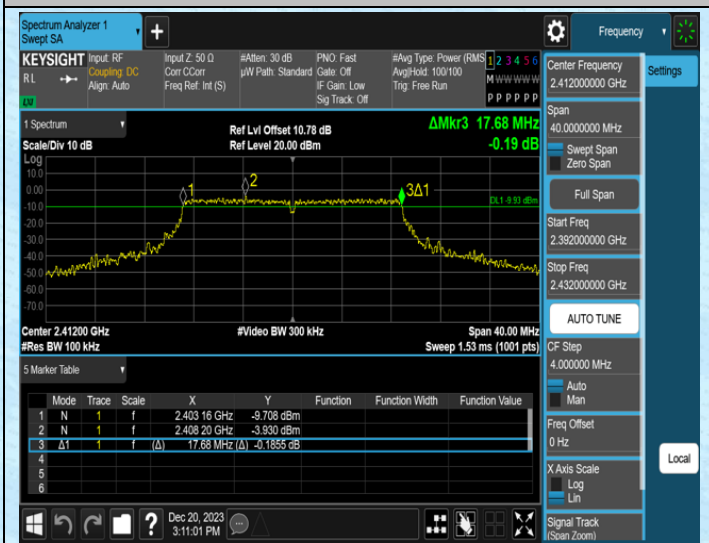 Spectrum Analyzer 1
Swept SA
Frequency
KEYSIGHT
RL
LNI
Input: RF
Coupling: DC
Align: Auto
Input Z: 50 Ω
Corr CCorr
Freq Ref: Int (S)
#Atten: 30 dB
µW Path: Standard
PNO: Fast
Gate: Off
IF Gain: Low
Sig Track: Off
#Avg Type: Power (RMS
Avg|Hold: 100/100
Trig: Free Run
1 2 3 4 5 6
M W W W W W
P P P P P P
1 Spectrum
Scale/Div 10 dB
Ref Lvl Offset 10.78 dB
Ref Level 20.00 dBm
ΔMkr3 17.68 MHz
-0.19 dB
Log
10.0
0.00
-10.0
-20.0
-30.0
-40.0
-50.0
-60.0
-70.0
1
2
3Δ1
DL1 -9.93 dBm
Center 2.41200 GHz
#Res BW 100 kHz
#Video BW 300 kHz
Span 40.00 MHz
Sweep 1.53 ms (1001 pts)
5 Marker Table
Mode Trace Scale X Y Function Function Width Function Value
1 N 1 f 2.403 16 GHz -9.708 dBm
2 N 1 f 2.408 20 GHz -3.930 dBm
3 Δ1 1 f (Δ) 17.68 MHz (Δ) -0.1855 dB
4
5
6
Dec 20, 2023
3:11:01 PM
Center Frequency
2.412000000 GHz
Settings
Span
40.0000000 MHz
Swept Span
Zero Span
Full Span
Start Freq
2.392000000 GHz
Stop Freq
2.432000000 GHz
AUTO TUNE
CF Step
4.000000 MHz
Auto
Man
Freq Offset
0 Hz
Local
X Axis Scale
Log
Lin
Signal Track
(Span Zoom)